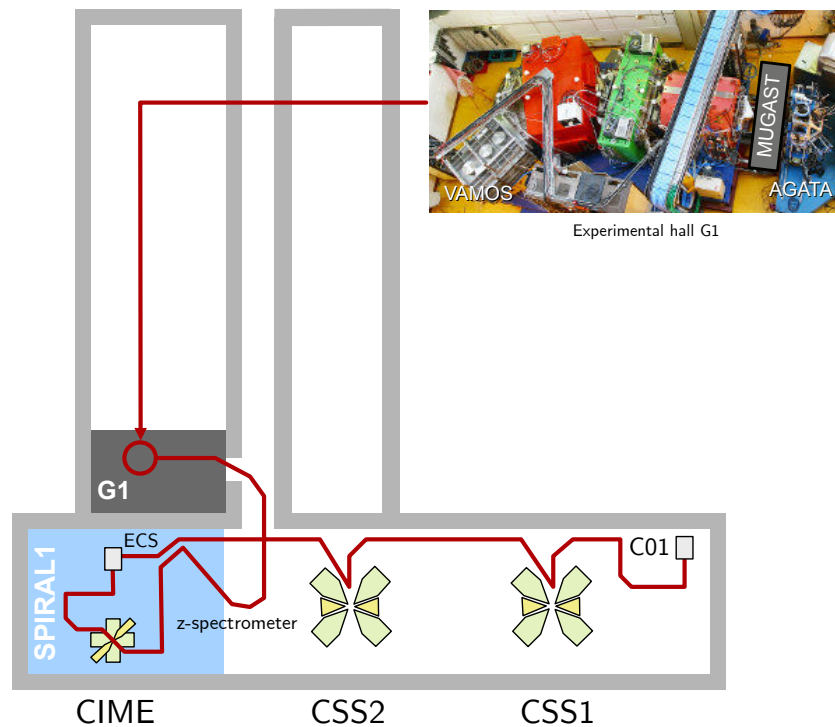 MUGAST
VAMOS
AGATA
Experimental hall G1
G1
SPIRAL1
ECS
C01
z-spectrometer
CIME
CSS2
CSS1